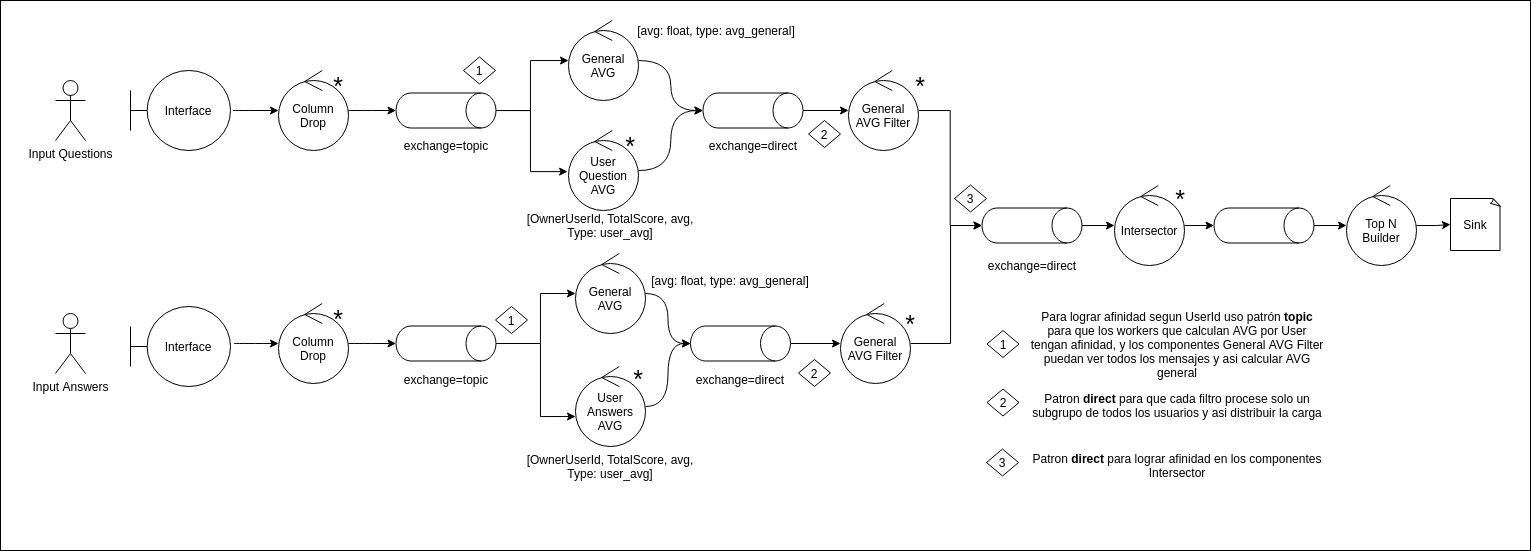 [avg: float, type: avg_general]
1
General
AVG
*
*
Interface
Column
Drop
General
AVG Filter
2
Input Questions
exchange=topic
exchange=direct
*
User
Question
AVG
[OwnerUserId, TotalScore, avg,
Type: user_avg]
3
*
Intersector
Top N
Builder
Sink
exchange=direct
General
AVG
[avg: float, type: avg_general]
1
*
*
Interface
Column
Drop
General
AVG Filter
2
Input Answers
exchange=topic
exchange=direct
*
User
Answers
AVG
[OwnerUserId, TotalScore, avg,
Type: user_avg]
1
Para lograr afinidad segun UserId uso patrón topic
para que los workers que calculan AVG por User
tengan afinidad, y los componentes General AVG Filter
puedan ver todos los mensajes y asi calcular AVG
general
2
Patron direct para que cada filtro procese solo un
subgrupo de todos los usuarios y asi distribuir la carga
3
Patron direct para lograr afinidad en los componentes
Intersector